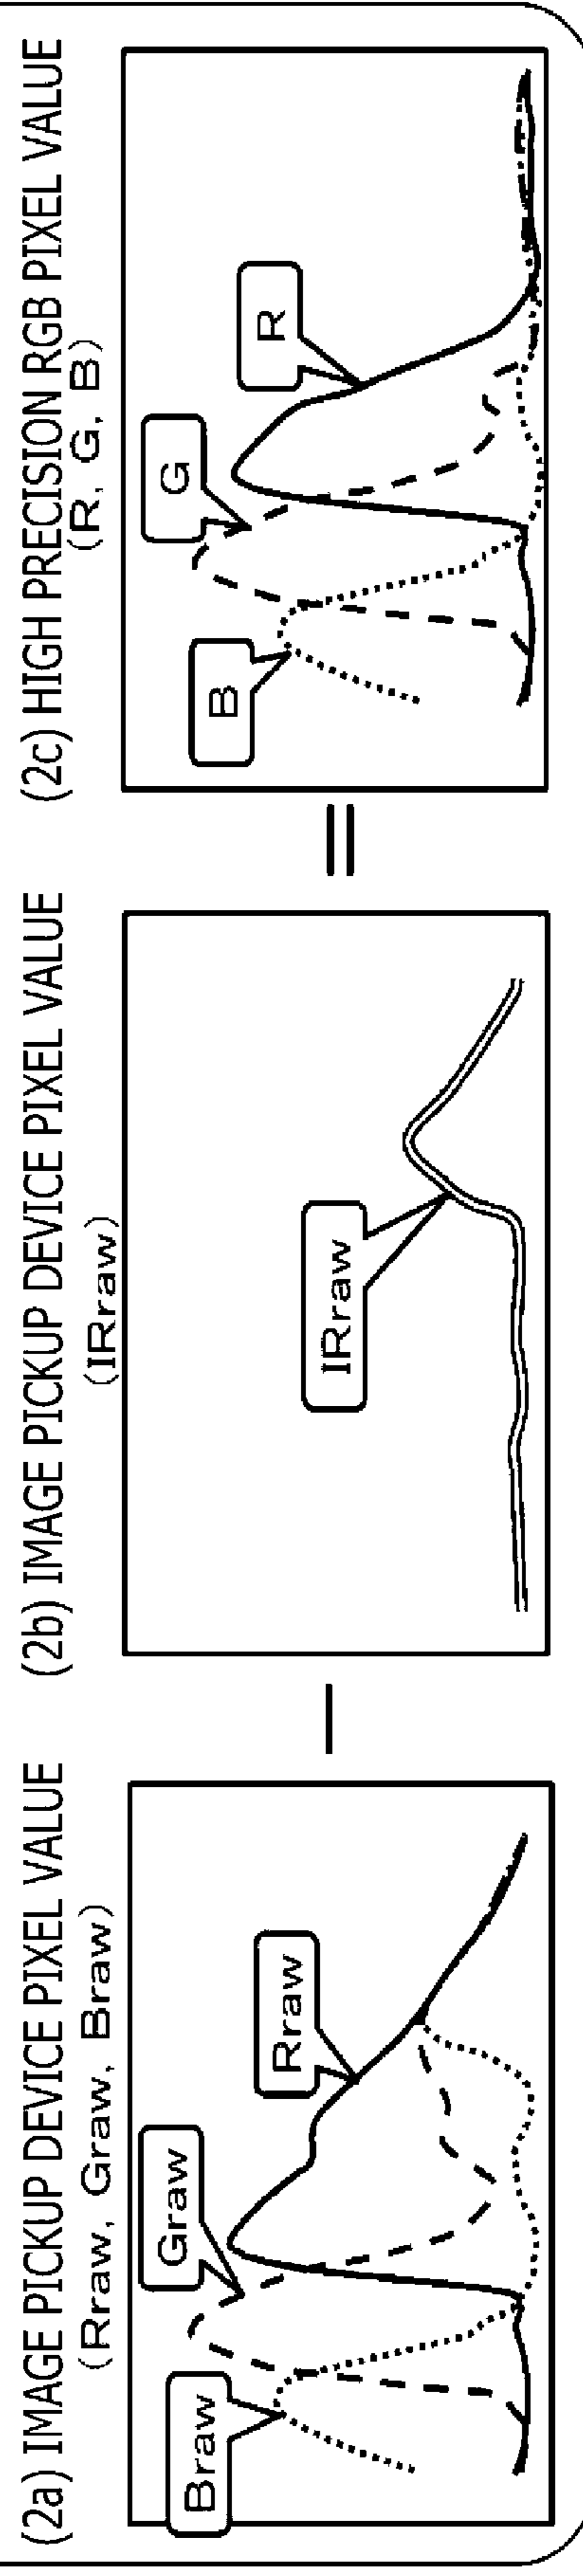 (2a) IMAGE PICKUP DEVICE PIXEL VALUE
(Rraw, Graw, Braw)
Braw
Graw
Rraw
−
(2b) IMAGE PICKUP DEVICE PIXEL VALUE
(IRraw)
IRraw
=
(2c) HIGH PRECISION RGB PIXEL VALUE
(R, G, B)
B
G
R